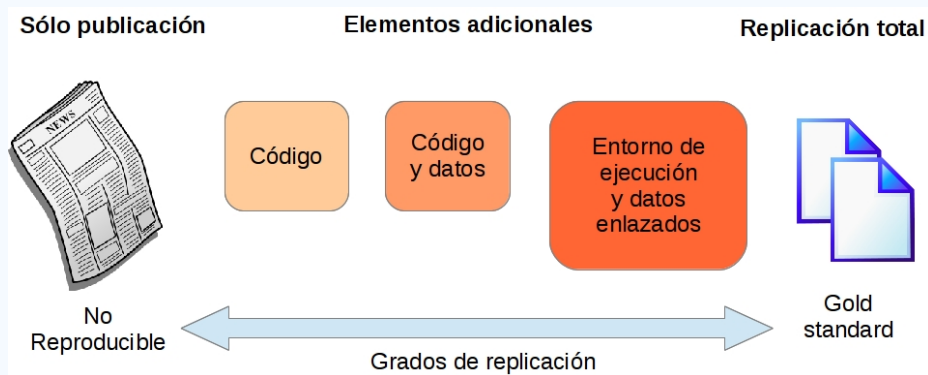 Sólo publicación
Elementos adicionales
Replicación total
NEWS
Código
Código
y datos
Entorno de
ejecución
y datos
enlazados
No
Reproducible
Gold
standard
Grados de replicación